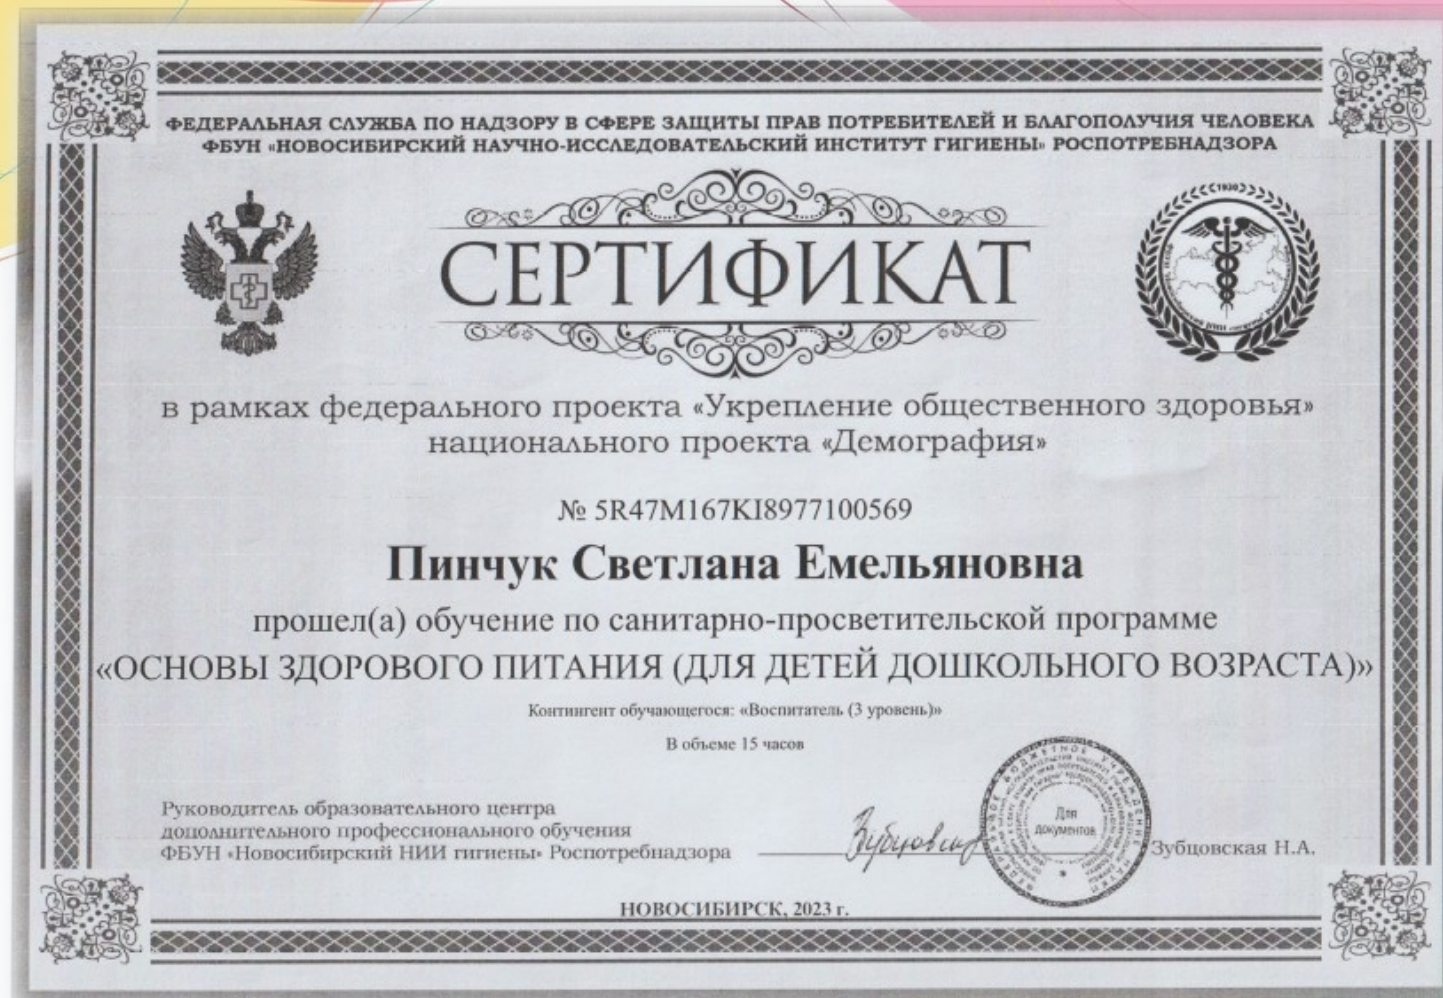 ФЕДЕРАЛЬНАЯ СЛУЖБА ПО НАДЗОРУ В СФЕРЕ ЗАЩИТЫ ПРАВ ПОТРЕБИТЕЛЕЙ И БЛАГОПОЛУЧИЯ ЧЕЛОВЕКА
ФБУН «НОВОСИБИРСКИЙ НАУЧНО-ИССЛЕДОВАТЕЛЬСКИЙ ИНСТИТУТ ГИГИЕНЫ» РОСПОТРЕБНАДЗОРА
1930
СЕРТИФИКАТ
в рамках федерального проекта «Укрепление общественного здоровья»
национального проекта «Демография»
№ 5R47M167KI8977100569
Пинчук Светлана Емельяновна
прошел(а) обучение по санитарно-просветительской программе
«ОСНОВЫ ЗДОРОВОГО ПИТАНИЯ (ДЛЯ ДЕТЕЙ ДОШКОЛЬНОГО ВОЗРАСТА)»
Контингент обучающегося: «Воспитатель (3 уровень)»
В объеме 15 часов
Руководитель образовательного центра
дополнительного профессионального обучения
ФБУН «Новосибирский НИИ гигиены» Роспотребнадзора
Для
документов
Зубцовская Н.А.
НОВОСИБИРСК, 2023 г.